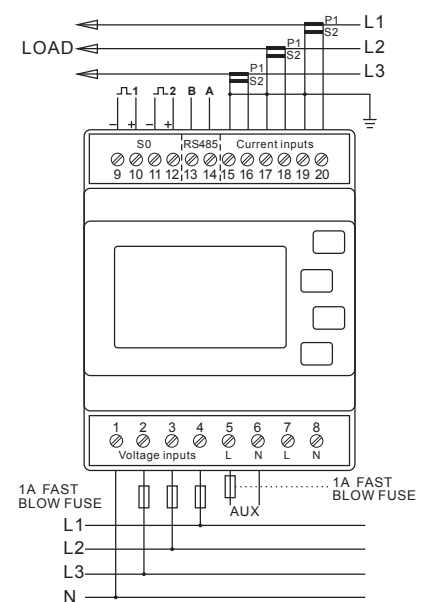 P1 L1
S2
LOAD P1 L2
S2
P1 L3
S2
1 2 B A
– + – +
S0 RS485 Current inputs
9 10 11 12 13 14 15 16 17 18 19 20
1 2 3 4 5 6 7 8
Voltage inputs L N L N
1A FAST
BLOW FUSE
1A FAST
BLOW FUSE
AUX
L1
L2
L3
N